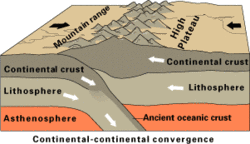 Mountain range
High
Plateau
Continental crust
Continental crust
Lithosphere
Lithosphere
Asthenosphere
Ancient oceanic crust
Continental-continental convergence